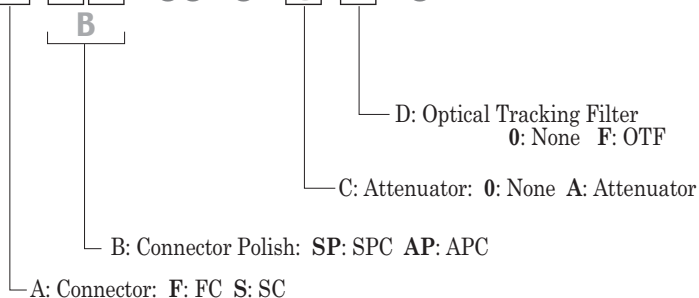 B
D: Optical Tracking Filter
0: None F: OTF
C: Attenuator: 0: None A: Attenuator
B: Connector Polish: SP: SPC AP: APC
A: Connector: F: FC S: SC